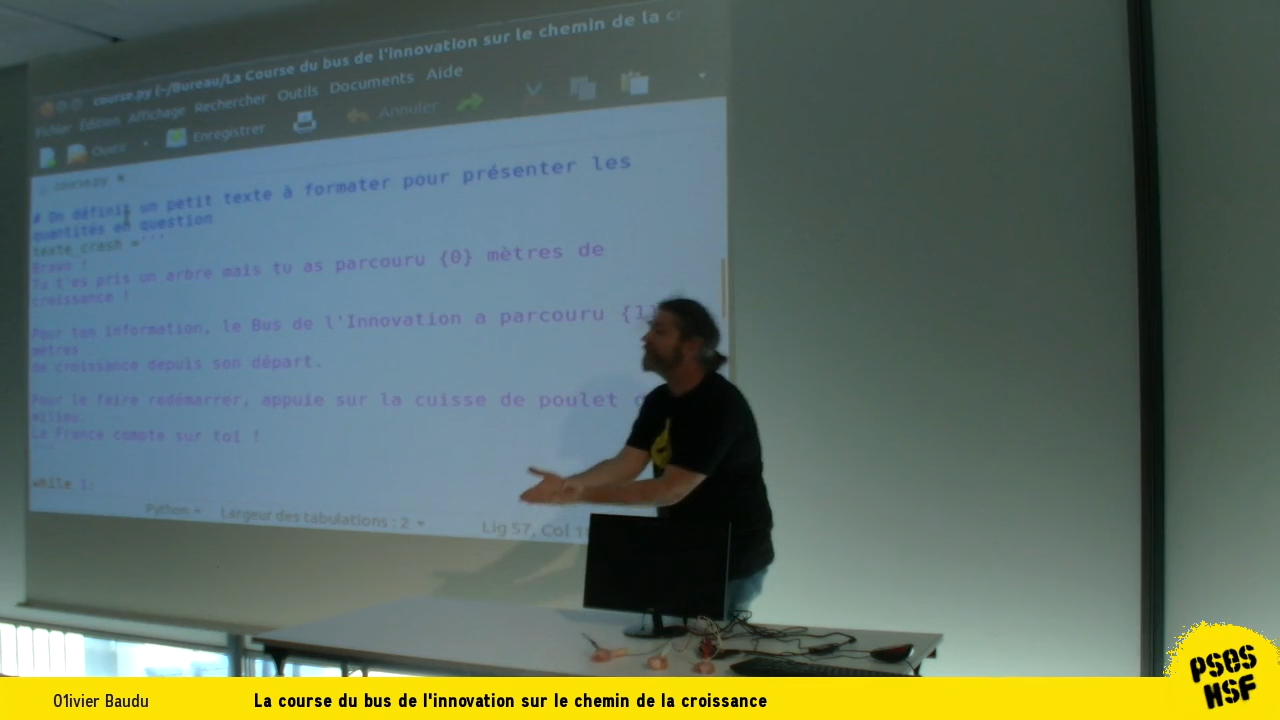 course.py (~/Bureau/La Course du bus de l'innovation sur le chemin de la cr
Fichier Édition Affichage Rechercher Outils Documents Aide
Ouvrir Enregistrer Annuler
course.py
# On définit un petit texte à formater pour présenter les
quantités en question
texte_crash ='''
Bravo !
Tu t'es pris un arbre mais tu as parcouru {0} mètres de
croissance !
Pour ton information, le Bus de l'Innovation a parcouru {1}
mètres
de croissance depuis son départ.
Pour le faire redémarrer, appuie sur la cuisse de poulet
milieu.
La France compte sur toi !
while 1:
Python Largeur des tabulations : 2 Lig 57, Col
PSES
HSF
01ivier Baudu La course du bus de l'innovation sur le chemin de la croissance